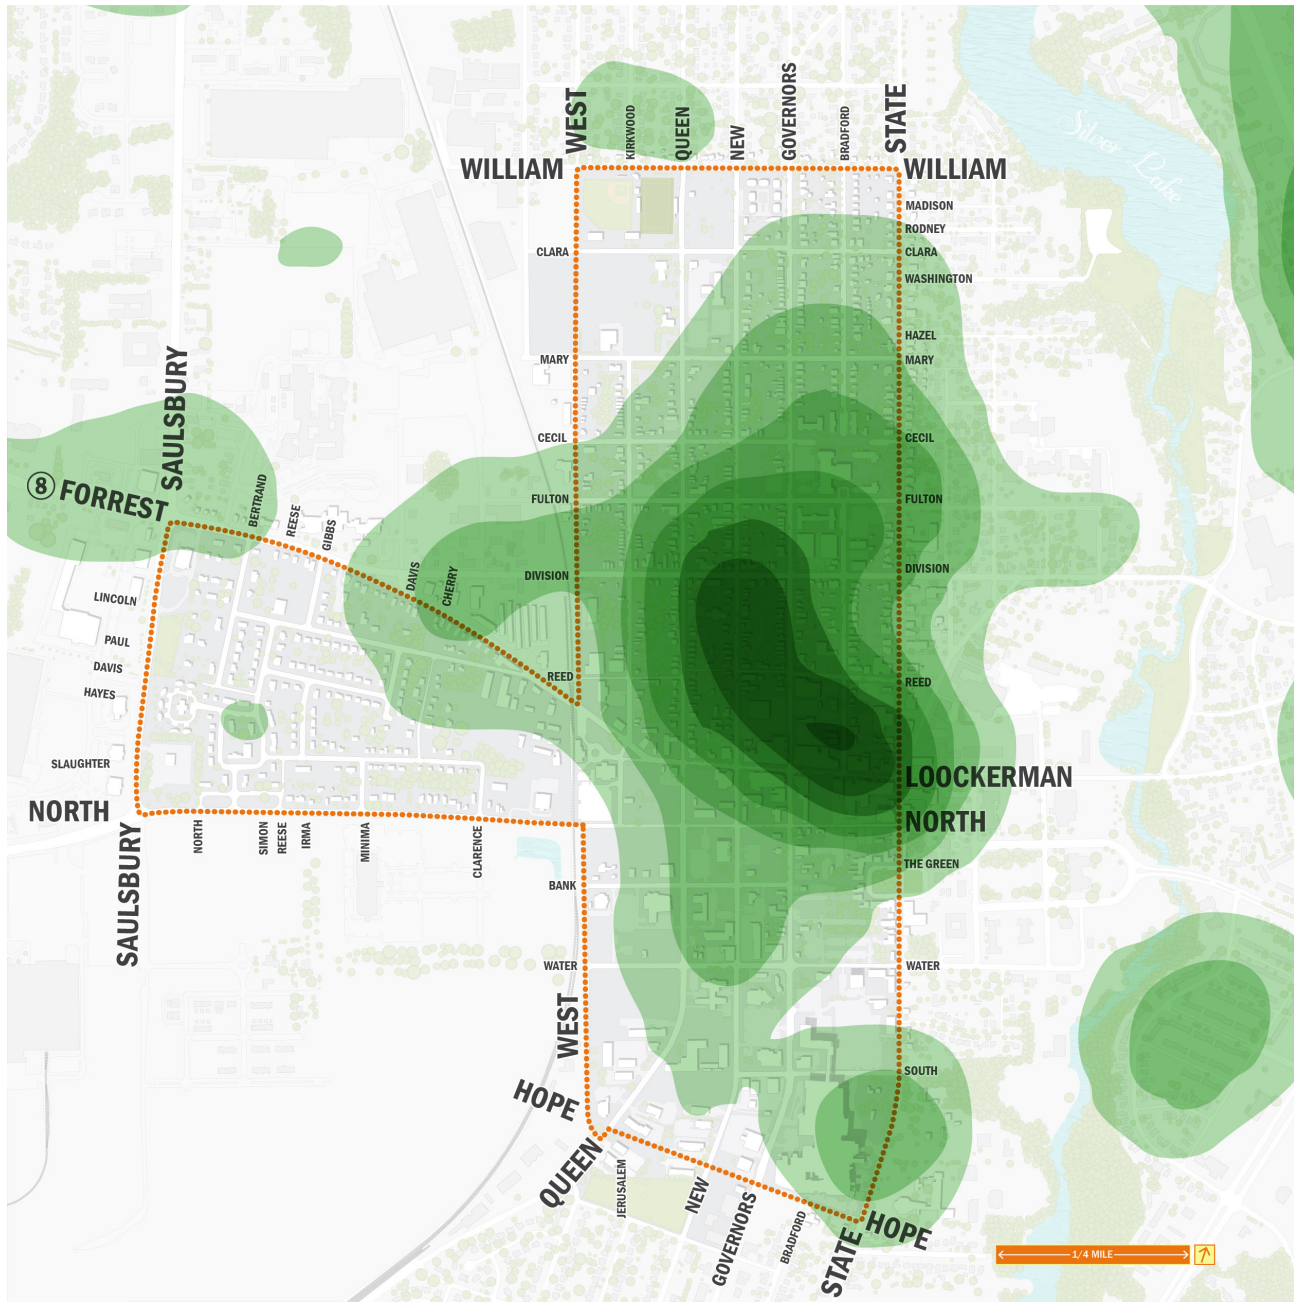 WEST
KIRKWOOD
QUEEN
NEW
GOVERNORS
BRADFORD
STATE
Silver Lake
WILLIAM
WILLIAM
MADISON
RODNEY
CLARA
CLARA
WASHINGTON
HAZEL
MARY
MARY
SAULSBURY
CECIL
CECIL
8 FORREST
BERTRAND
REESE
GIBBS
FULTON
FULTON
DAVIS
CHERRY
DIVISION
DIVISION
LINCOLN
PAUL
DAVIS
HAYES
REED
REED
SLAUGHTER
LOOCKERMAN
NORTH
NORTH
SAULSBURY
NORTH
SIMON
REESE
IRMA
MINIMA
CLARENCE
THE GREEN
BANK
WATER
WATER
WEST
SOUTH
HOPE
QUEEN
JERUSALEM
NEW
GOVERNORS
BRADFORD
STATE
HOPE
1/4 MILE